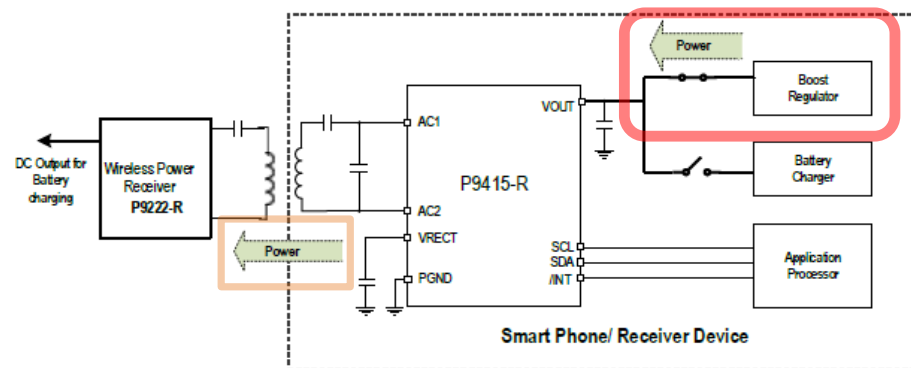 Power
Boost
Regulator
VOUT
AC1
DC Output for
Battery
charging
Wireless Power
Receiver
P9222-R
P9415-R
Battery
Charger
AC2
VRECT
Power
PGND
SCL
SDA
/INT
Application
Processor
Smart Phone/ Receiver Device